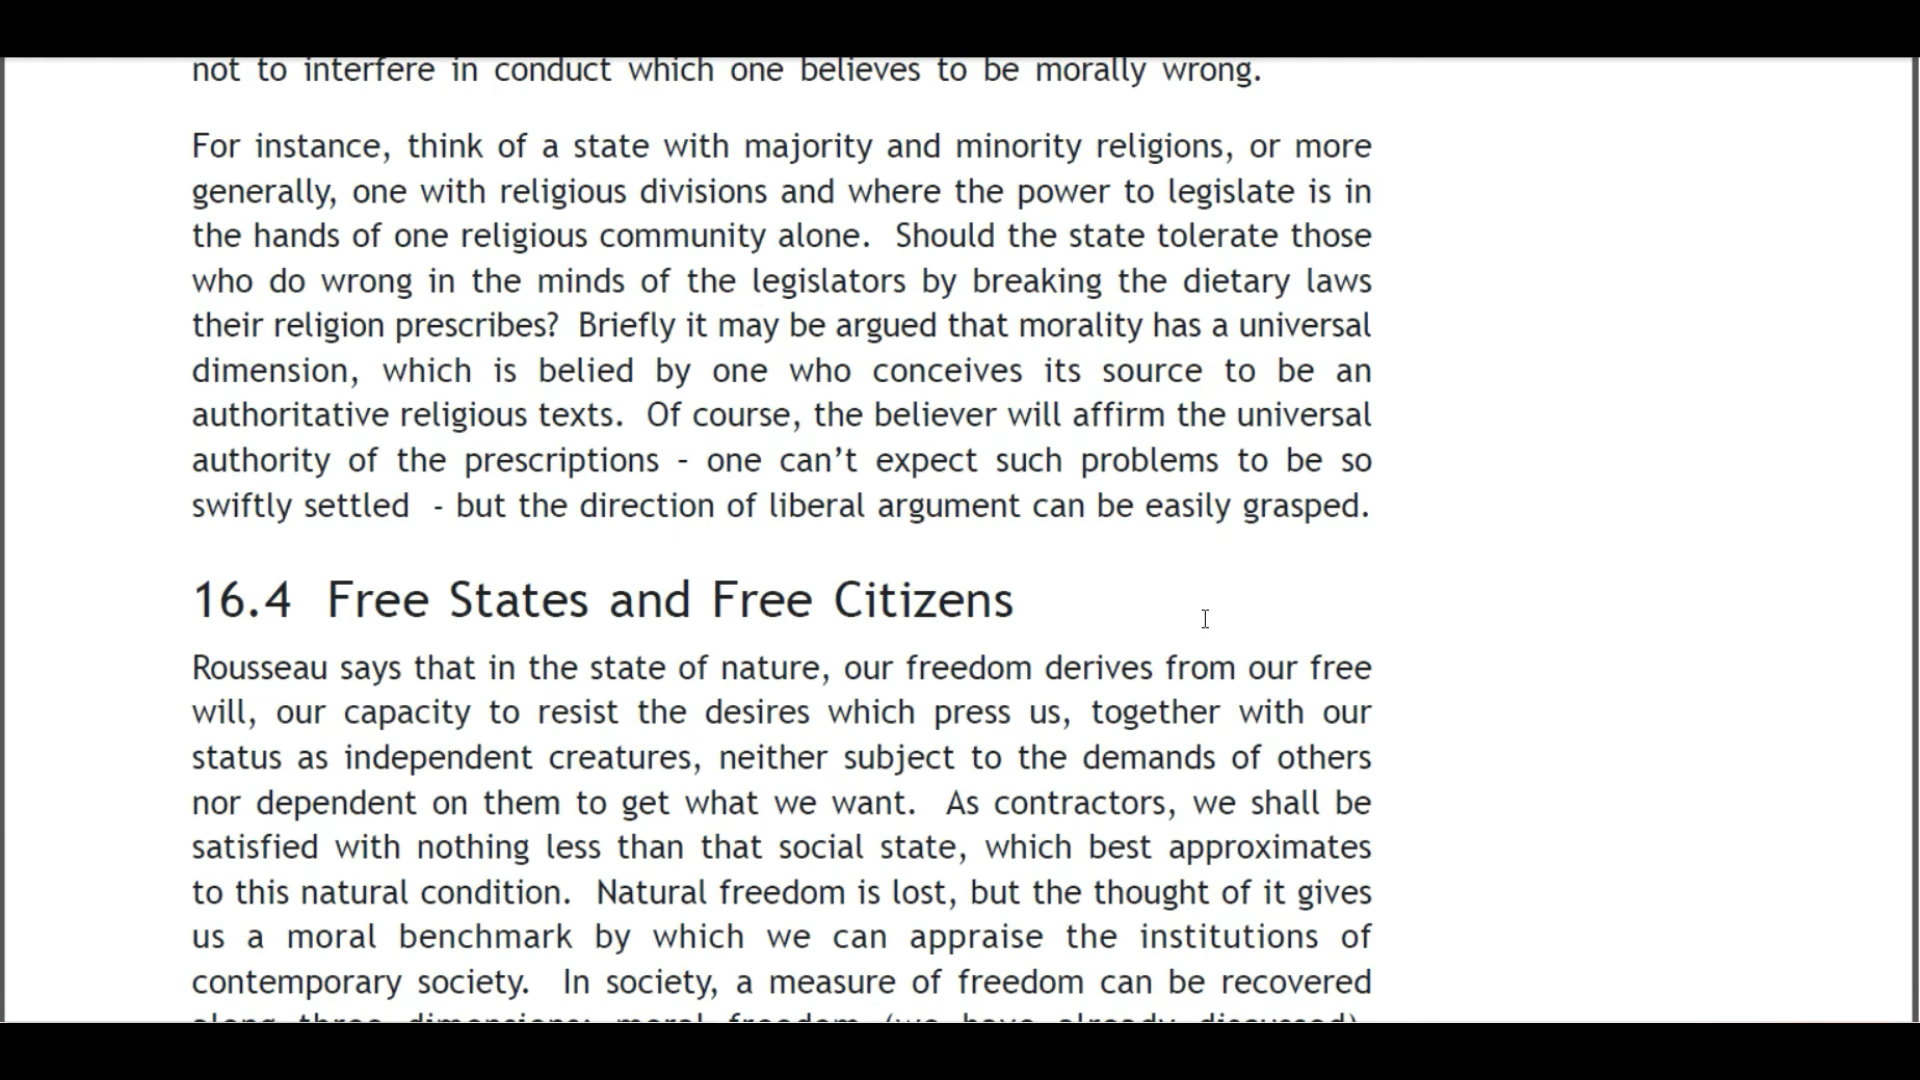 not to interfere in conduct which one believes to be morally wrong.
For instance, think of a state with majority and minority religions, or more
generally, one with religious divisions and where the power to legislate is in
the hands of one religious community alone.  Should the state tolerate those
who do wrong in the minds of the legislators by breaking the dietary laws
their religion prescribes?  Briefly it may be argued that morality has a universal
dimension, which is belied by one who conceives its source to be an
authoritative religious texts.  Of course, the believer will affirm the universal
authority of the prescriptions - one can’t expect such problems to be so
swiftly settled  - but the direction of liberal argument can be easily grasped.
16.4  Free States and Free Citizens
Rousseau says that in the state of nature, our freedom derives from our free
will, our capacity to resist the desires which press us, together with our
status as independent creatures, neither subject to the demands of others
nor dependent on them to get what we want.  As contractors, we shall be
satisfied with nothing less than that social state, which best approximates
to this natural condition.  Natural freedom is lost, but the thought of it gives
us a moral benchmark by which we can appraise the institutions of
contemporary society.  In society, a measure of freedom can be recovered
along three dimensions: moral freedom (we have already discussed),